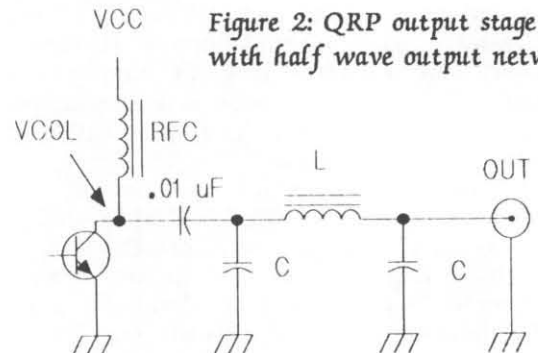 VCC
Figure 2: QRP output stage
with half wave output
VCOL
RFC
.01 uF
L
OUT
C
C